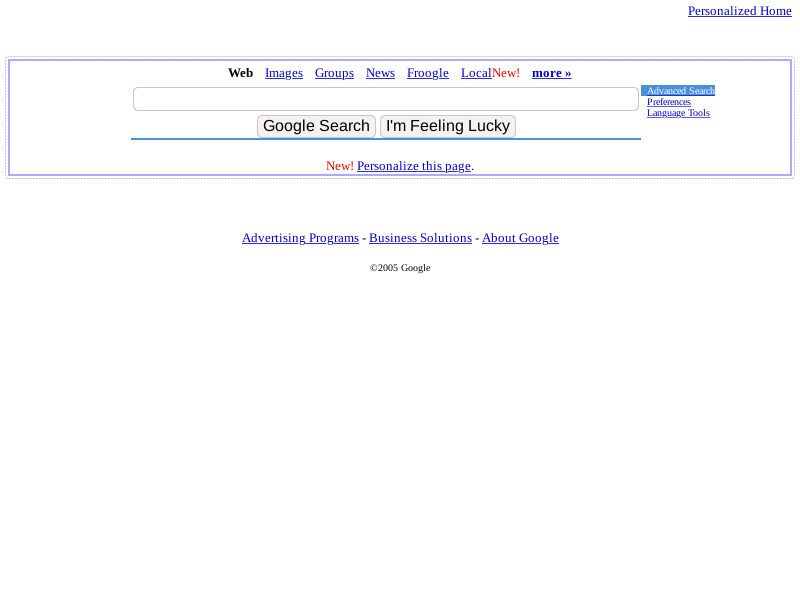 Personalized Home
Web Images Groups News Froogle LocalNew! more »
Advanced Search
Preferences
Language Tools
Google Search I'm Feeling Lucky
New! Personalize this page.
Advertising Programs - Business Solutions - About Google
©2005 Google